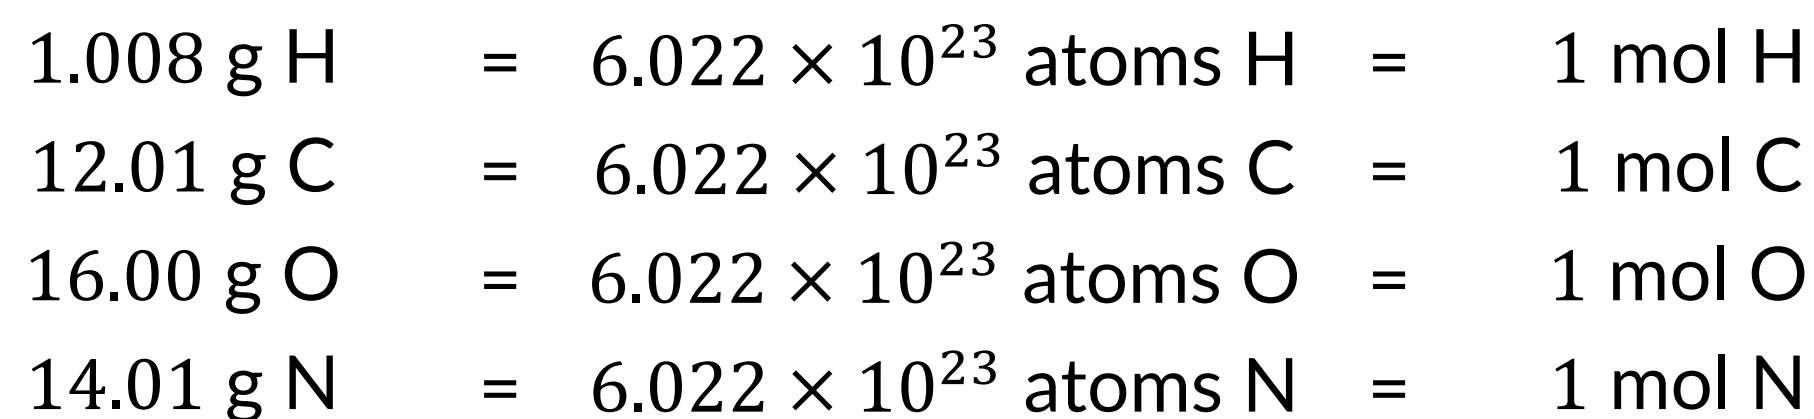 1.008 g H = 6.022 × 10²³ atoms H = 1 mol H
12.01 g C = 6.022 × 10²³ atoms C = 1 mol C
16.00 g O = 6.022 × 10²³ atoms O = 1 mol O
14.01 g N = 6.022 × 10²³ atoms N = 1 mol N